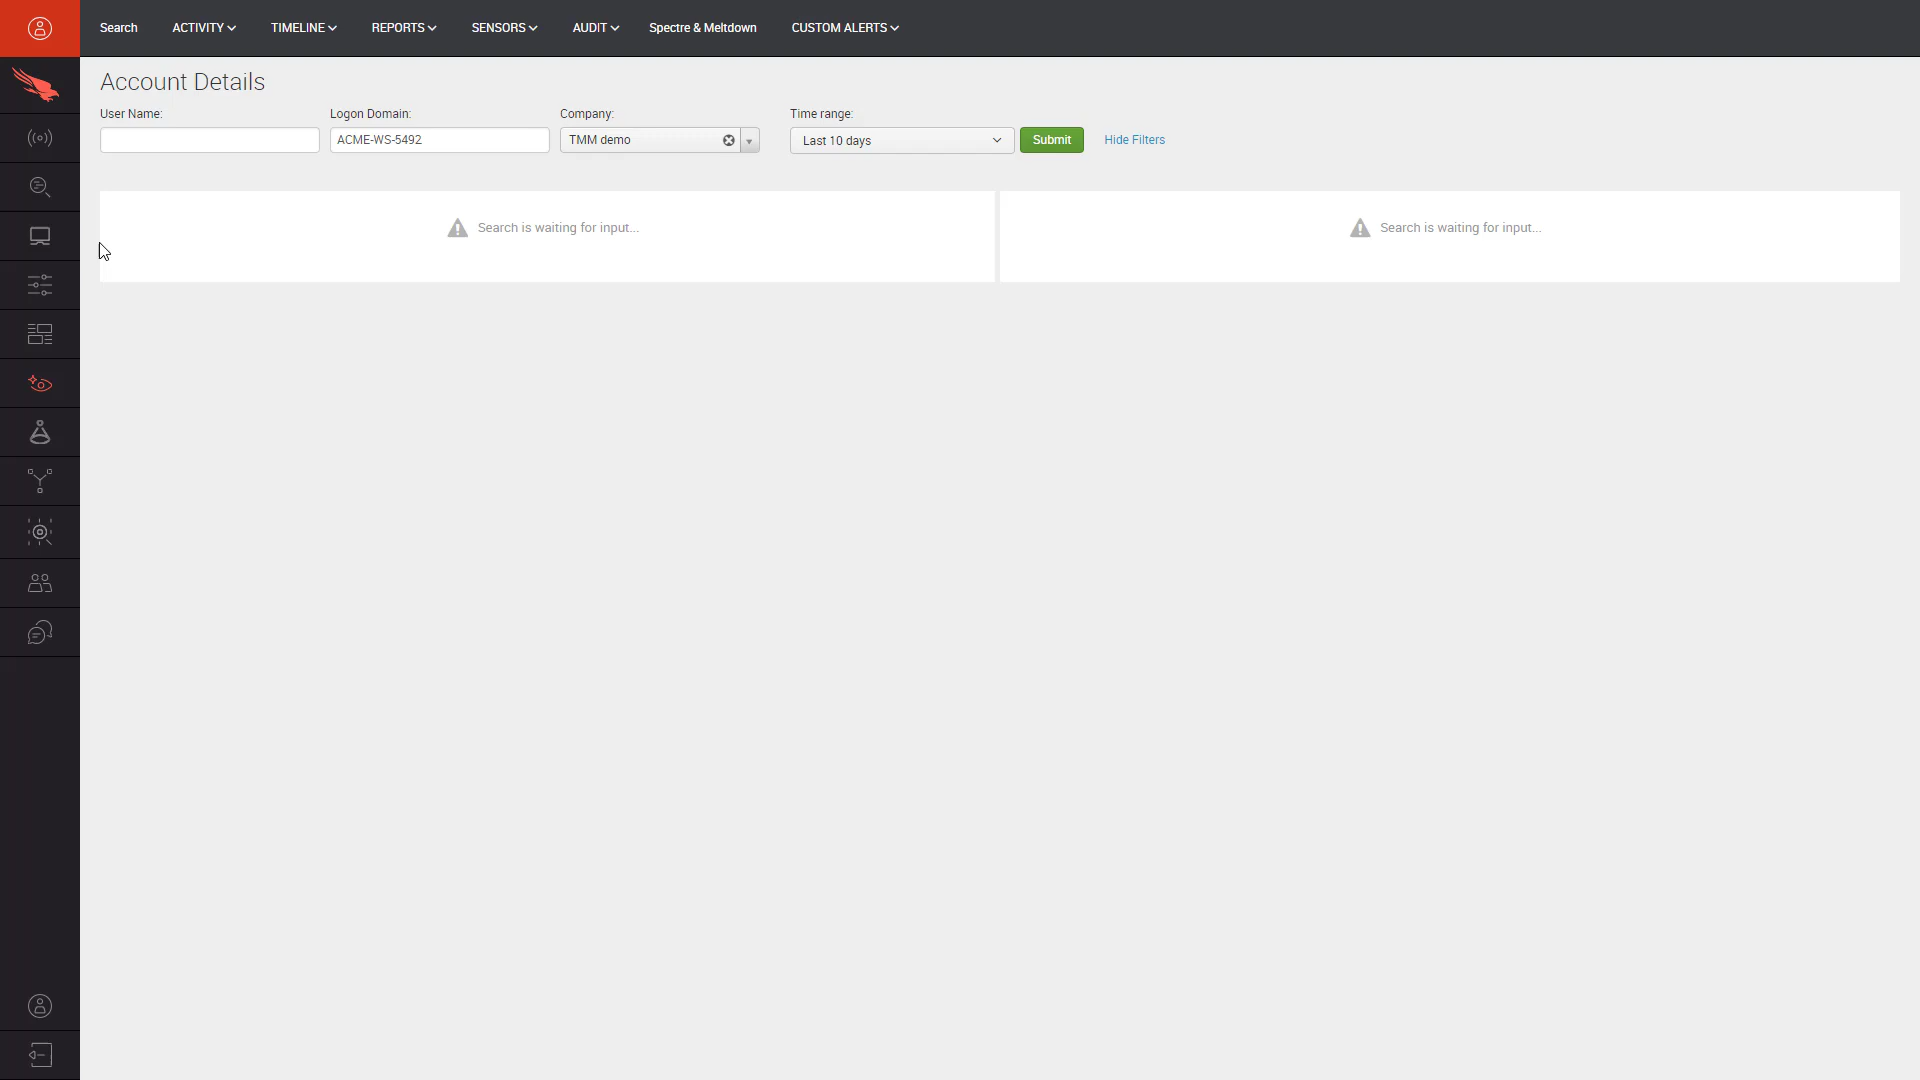 Search ACTIVITY TIMELINE REPORTS SENSORS AUDIT Spectre & Meltdown CUSTOM ALERTS
Account Details
User Name: Logon Domain: Company: Time range:
ACME-WS-5492 TMM demo Last 10 days Submit Hide Filters
Search is waiting for input... Search is waiting for input...